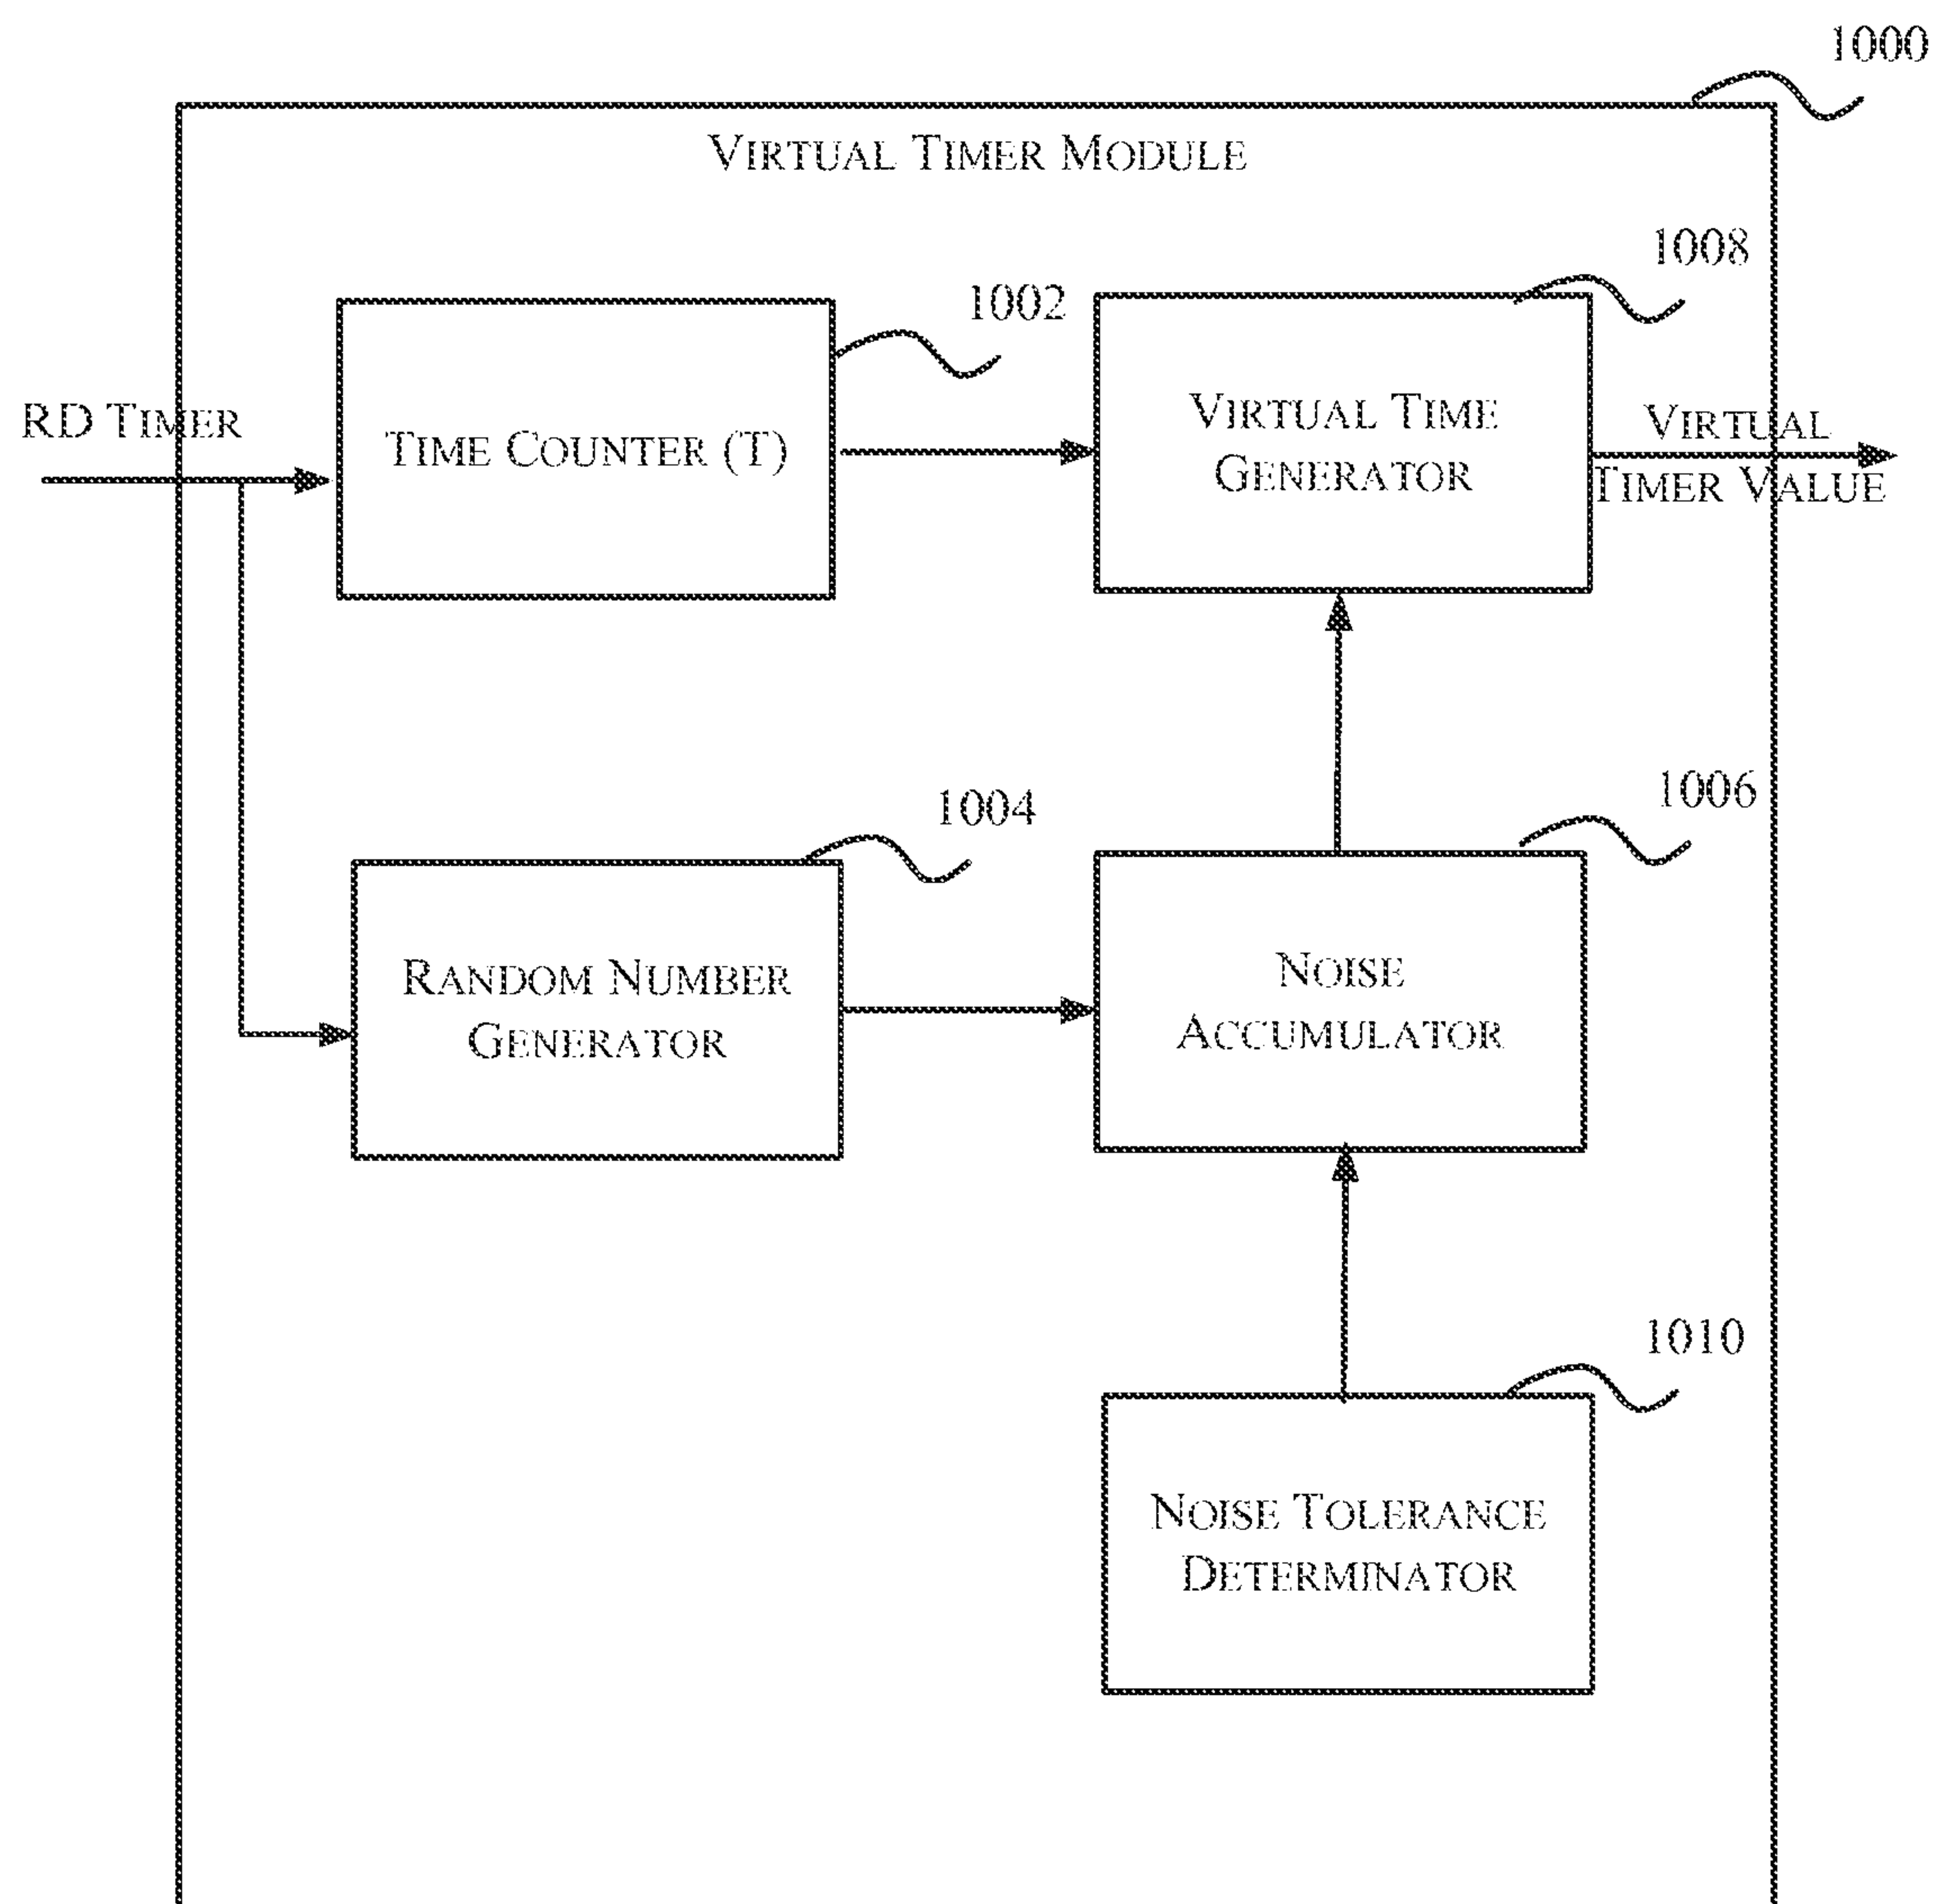 1000
VIRTUAL TIMER MODULE
1008
1002
RD TIMER
TIME COUNTER (T)
VIRTUAL TIME
GENERATOR
VIRTUAL
TIMER VALUE
1004
1006
RANDOM NUMBER
GENERATOR
NOISE
ACCUMULATOR
1010
NOISE TOLERANCE
DETERMINATOR